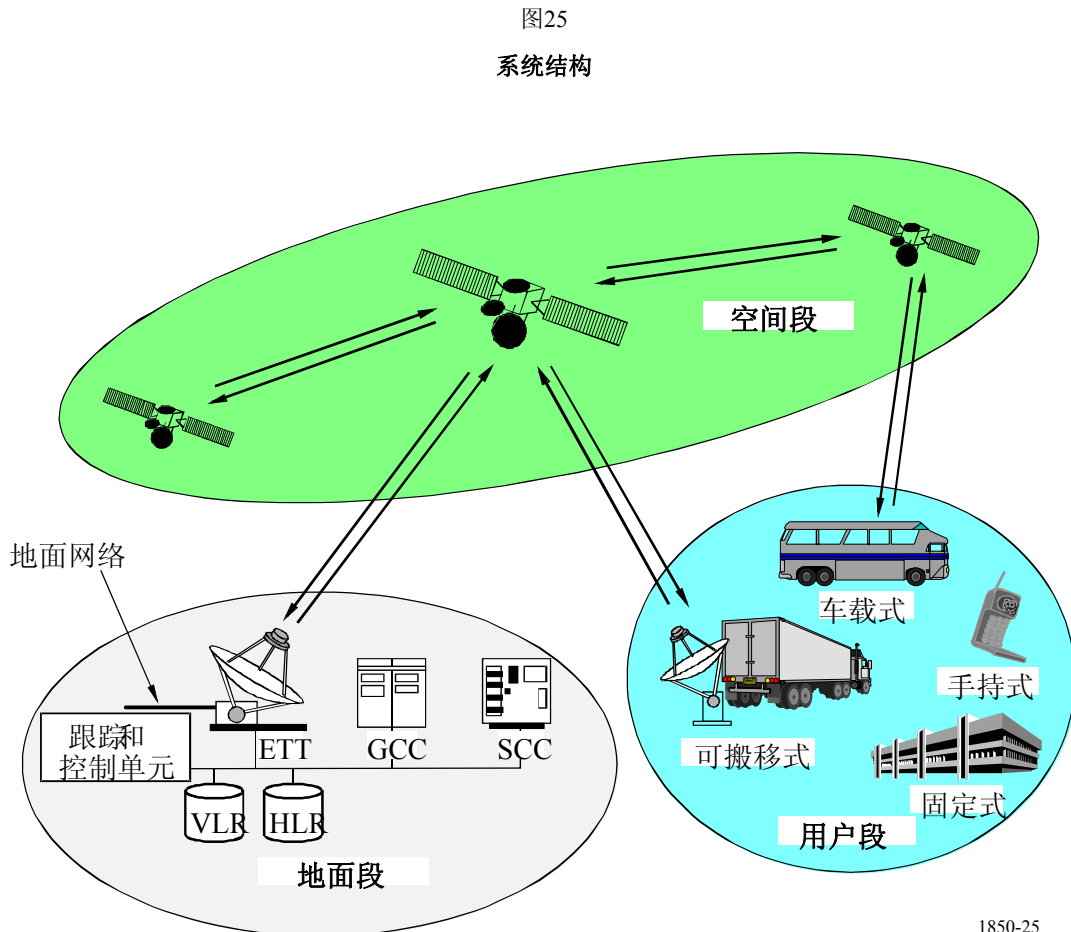 图25
系统结构
空间段
地面网络
车载式
手持式
跟踪和
控制单元
ETT
GCC
SCC
可搬移式
固定式
VLR
HLR
用户段
地面段
1850-25